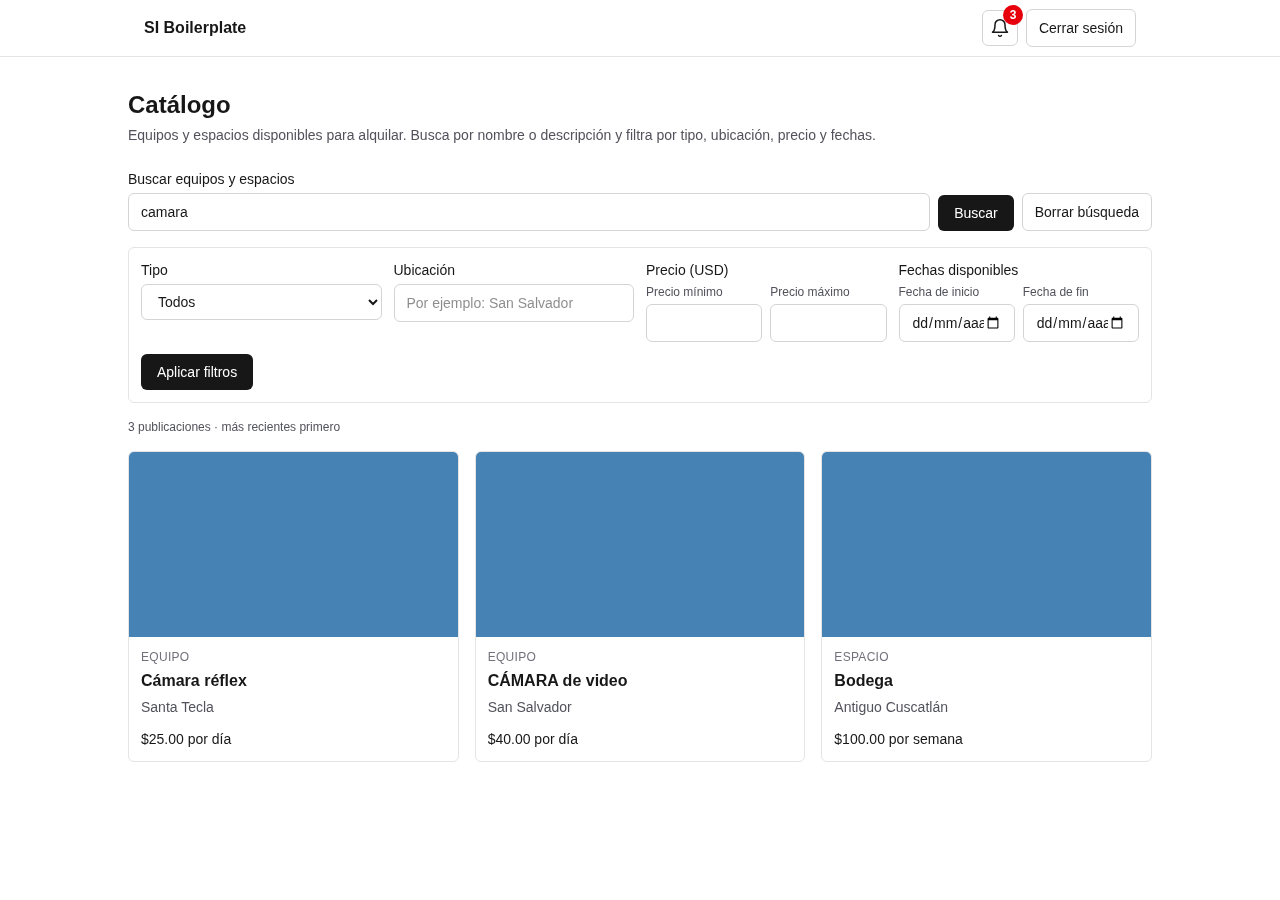 SI Boilerplate
3
Cerrar sesión
Catálogo
Equipos y espacios disponibles para alquilar. Busca por nombre o descripción y filtra por tipo, ubicación, precio y fechas.
Buscar equipos y espacios
camara
Buscar
Borrar búsqueda
Tipo
Ubicación
Precio (USD)
Fechas disponibles
Precio mínimo
Precio máximo
Fecha de inicio
Fecha de fin
Todos
Por ejemplo: San Salvador
dd/mm/aaa
dd/mm/aaa
Aplicar filtros
3 publicaciones · más recientes primero
EQUIPO
Cámara réflex
Santa Tecla
$25.00 por día
EQUIPO
CÁMARA de video
San Salvador
$40.00 por día
ESPACIO
Bodega
Antiguo Cuscatlán
$100.00 por semana